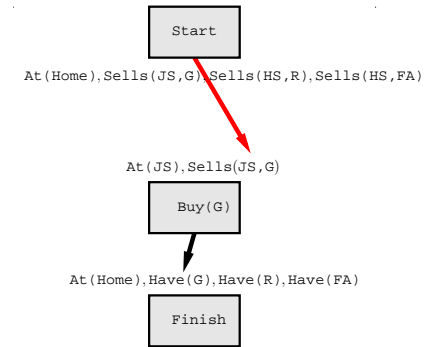 Start
At(Home),Sells(JS,G),Sells(HS,R),Sells(HS,FA)
At(JS),Sells(JS,G)
Buy(G)
At(Home),Have(G),Have(R),Have(FA)
Finish